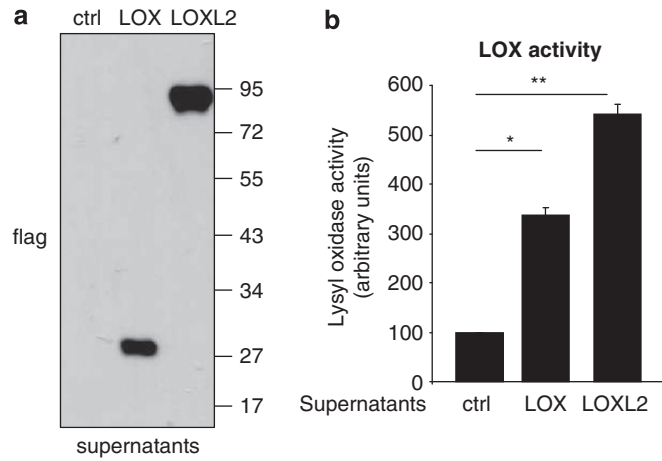 a
ctrl LOX LOXL2
95
72
55
43
34
27
17
flag
supernatants
b
LOX activity
Lysyl oxidase activity
(arbitrary units)
600
500
400
300
200
100
0
**
*
Supernatants ctrl LOX LOXL2